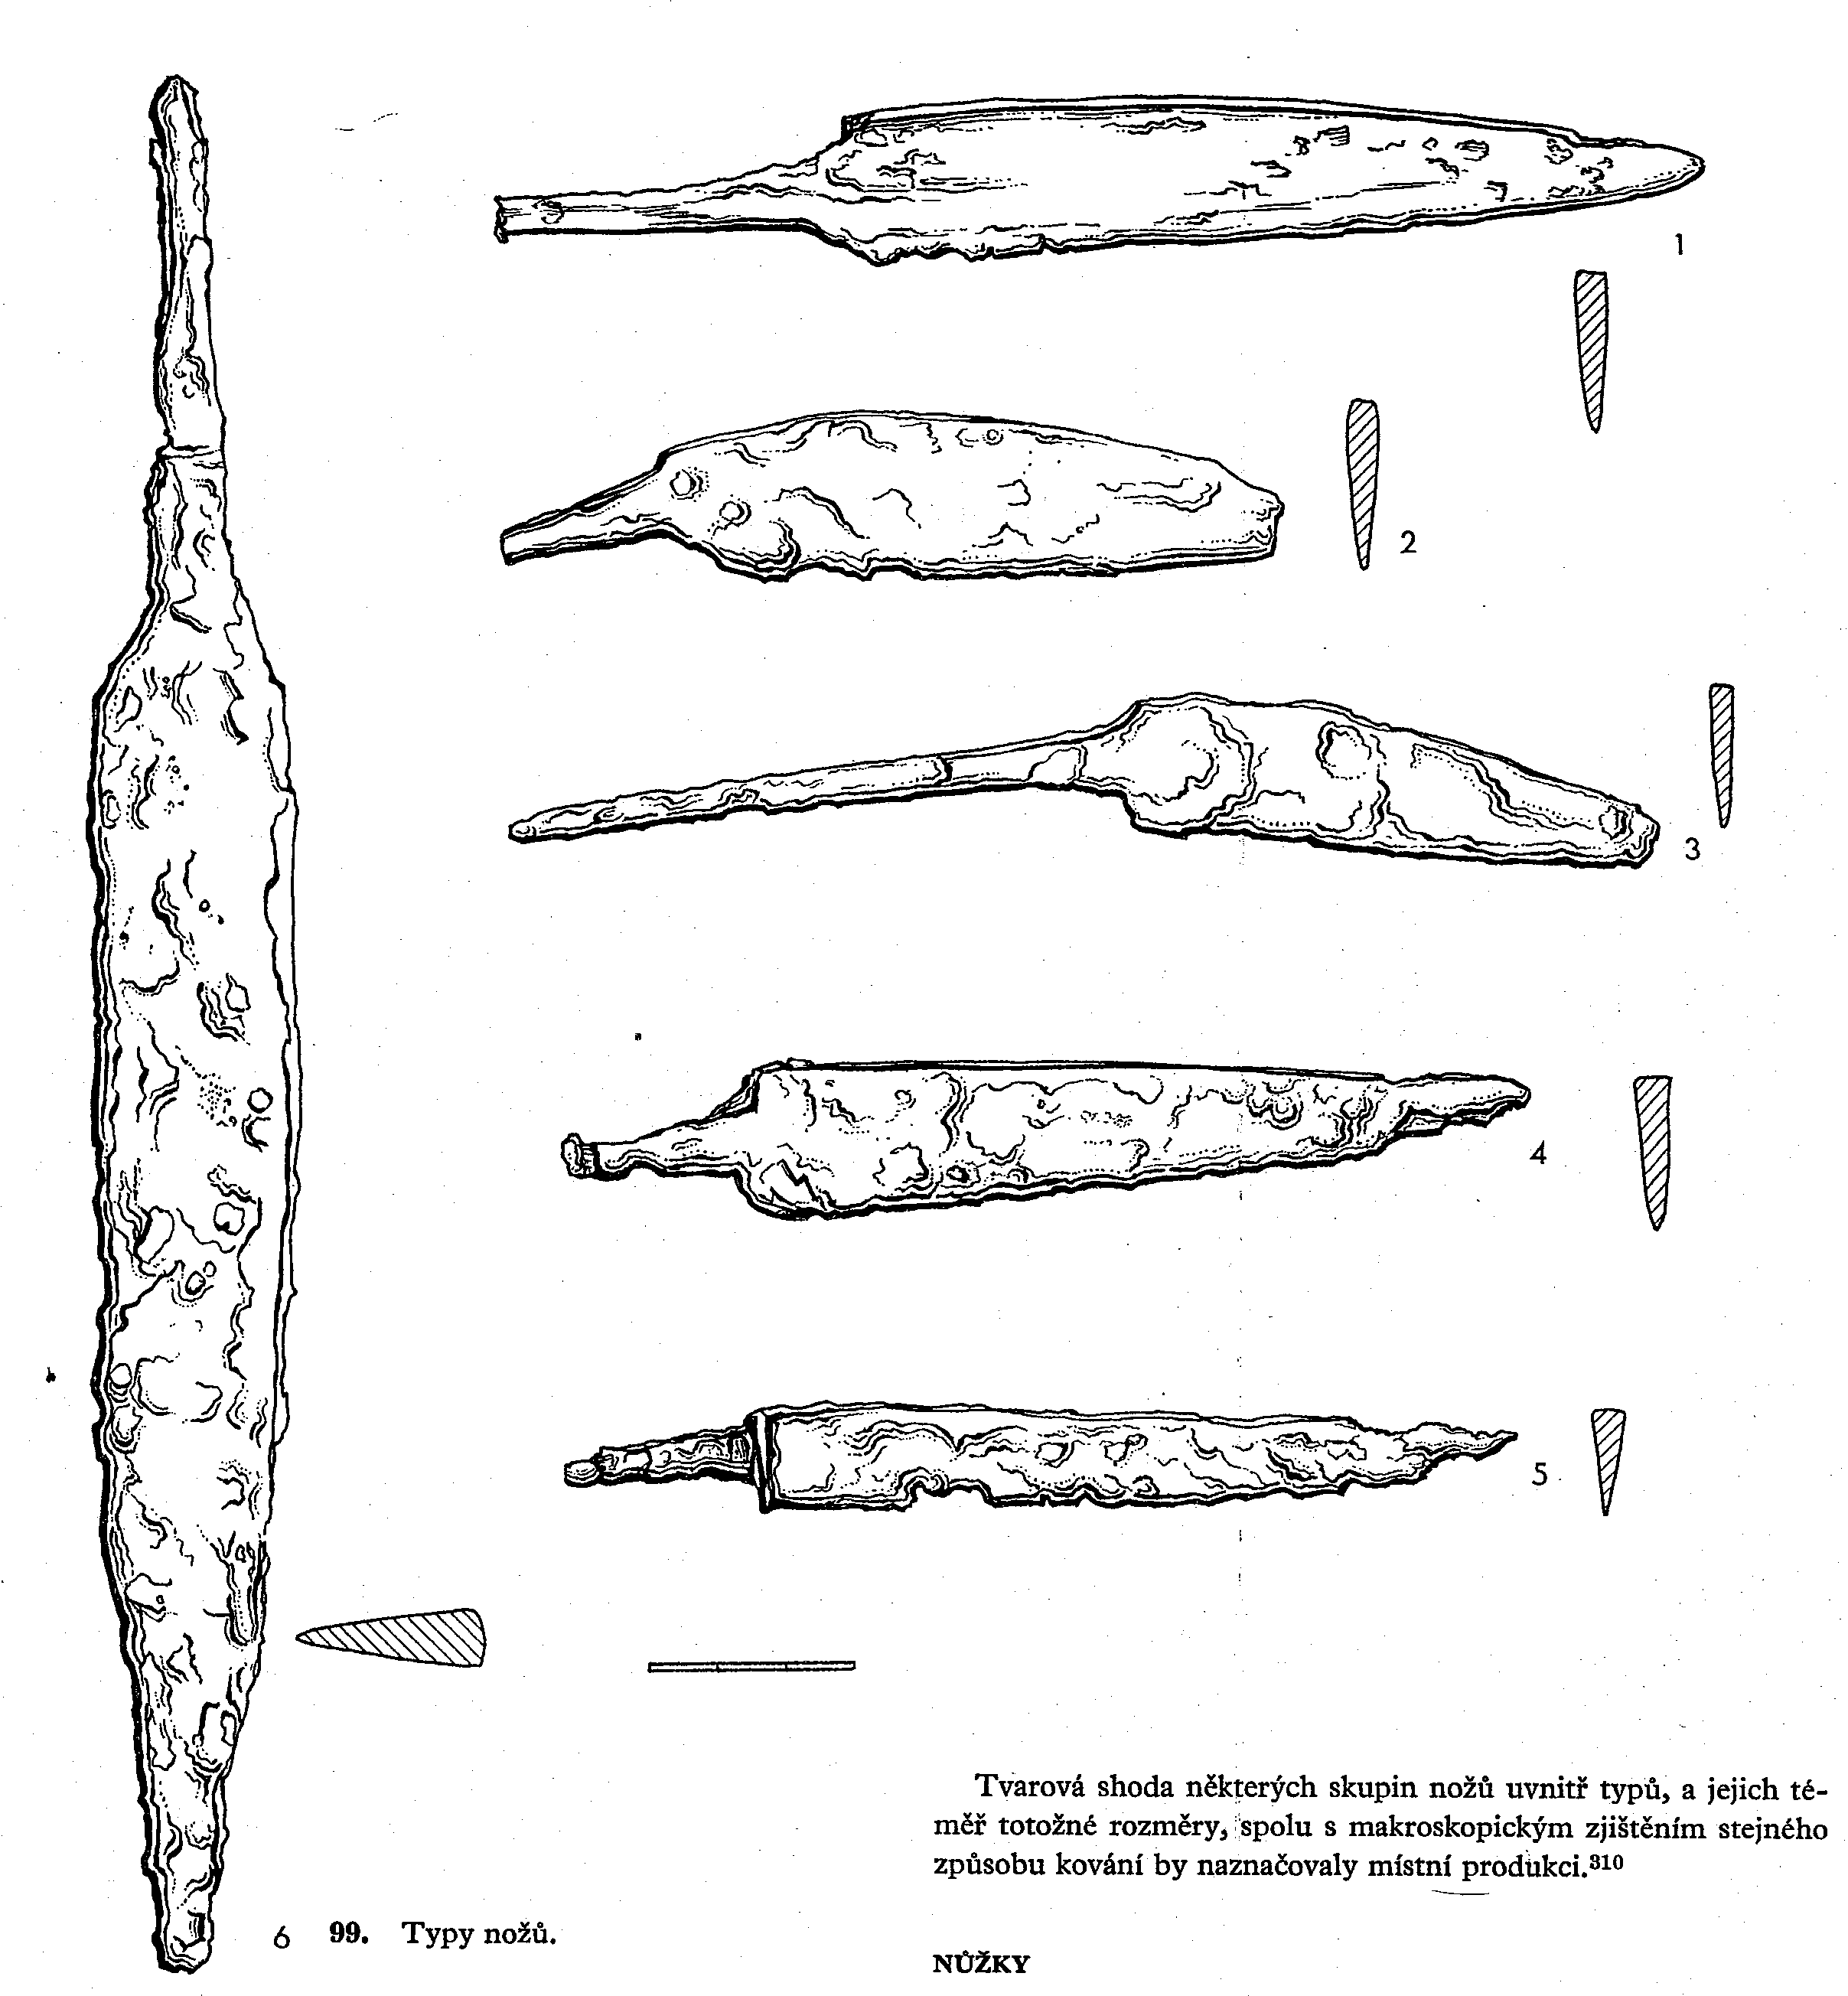 1
2
3
4
5
6 99. Typy nožů.
Tvarová shoda některých skupin nožů uvnitř typů, a jejich té-
měř totožné rozměry, spolu s makroskopickým zjištěním stejného
způsobu kování by naznačovaly místní produkci.³¹⁰
NŮŽKY